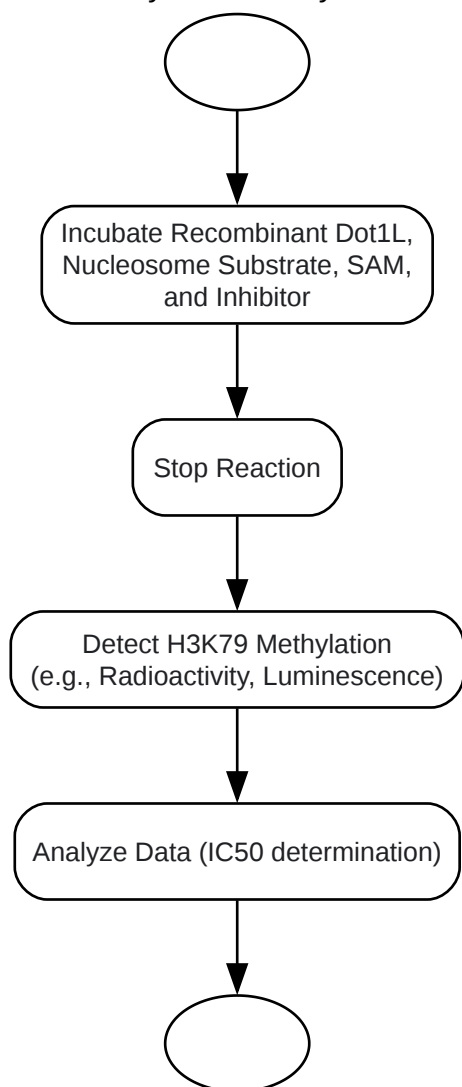 Incubate Recombinant Dot1L,
Nucleosome Substrate, SAM,
and Inhibitor
Stop Reaction
Detect H3K79 Methylation
(e.g., Radioactivity, Luminescence)
Analyze Data (IC50 determination)